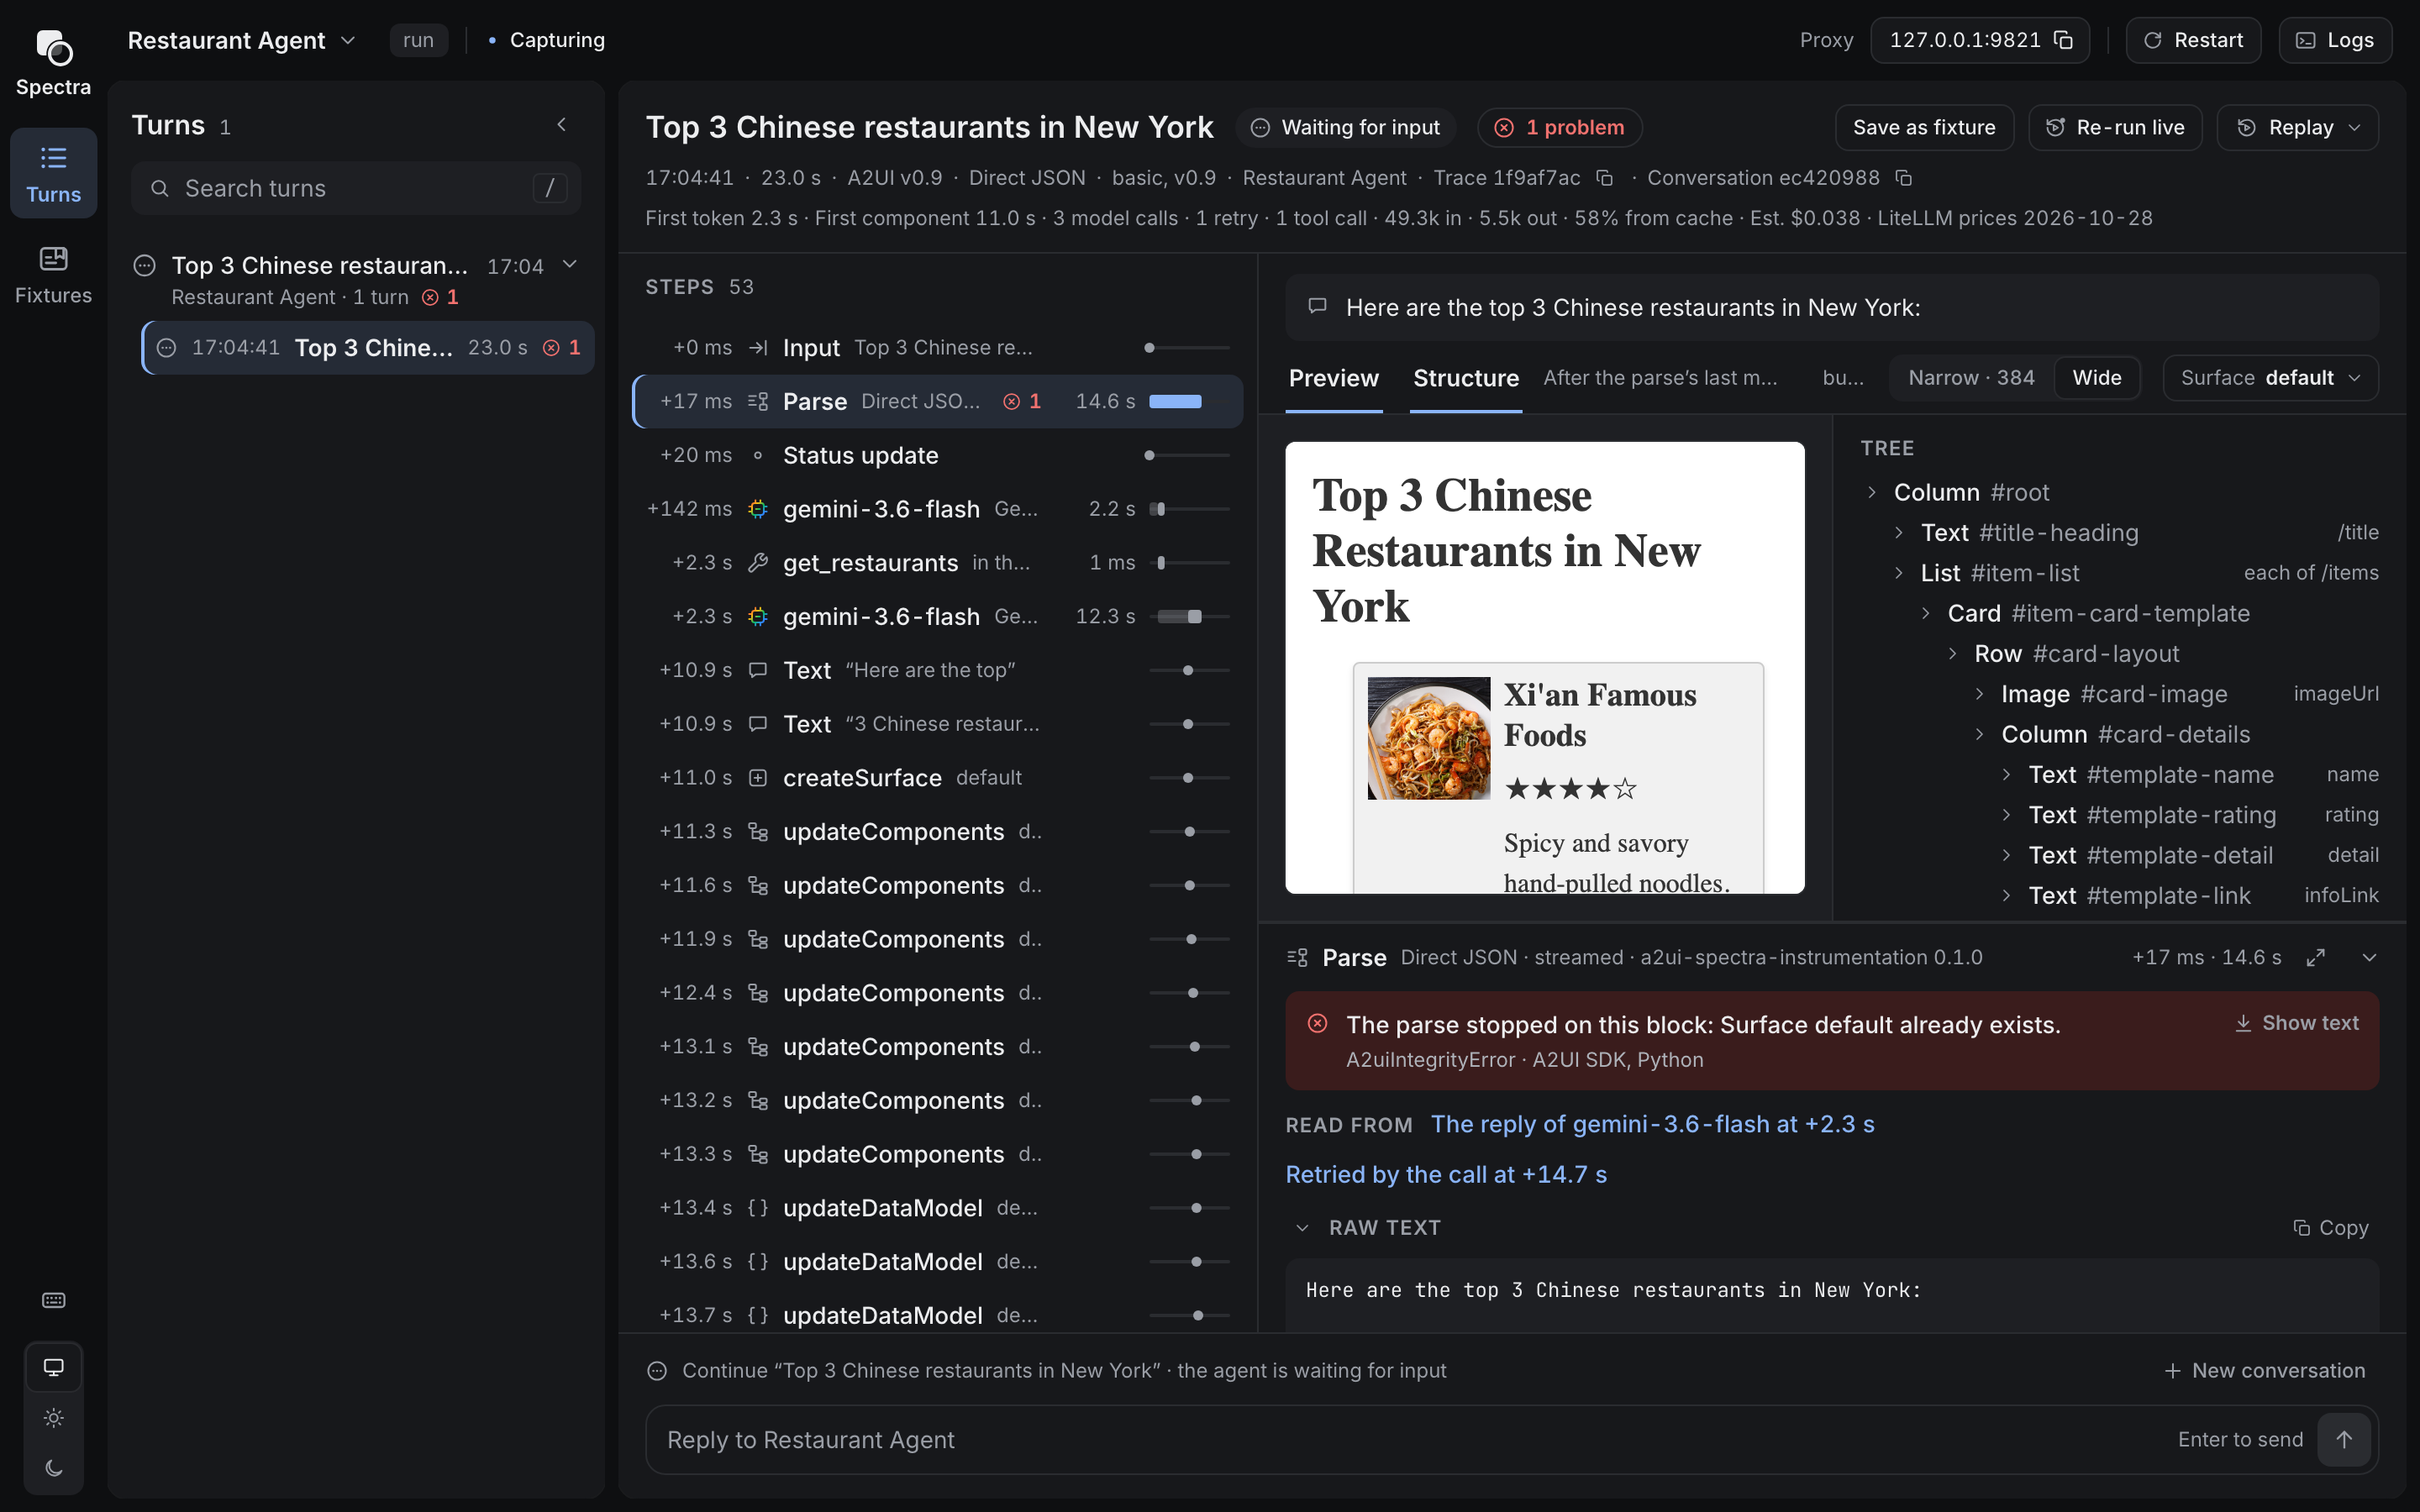 Spectra
Turns
Fixtures
Restaurant Agent
run
Capturing
Proxy
127.0.0.1:9821
Restart
Logs
Turns 1
Search turns /
Top 3 Chinese restauran... 17:04
Restaurant Agent · 1 turn 1
17:04:41 Top 3 Chine... 23.0 s 1
Top 3 Chinese restaurants in New York
Waiting for input
1 problem
Save as fixture
Re-run live
Replay
17:04:41 · 23.0 s · A2UI v0.9 · Direct JSON · basic, v0.9 · Restaurant Agent · Trace 1f9af7ac · Conversation ec420988
First token 2.3 s · First component 11.0 s · 3 model calls · 1 retry · 1 tool call · 49.3k in · 5.5k out · 58% from cache · Est. $0.038 · LiteLLM prices 2026-10-28
STEPS 53
+0 ms Input Top 3 Chinese re...
+17 ms Parse Direct JSO... 1 14.6 s
+20 ms Status update
+142 ms gemini-3.6-flash Ge... 2.2 s
+2.3 s get_restaurants in th... 1 ms
+2.3 s gemini-3.6-flash Ge... 12.3 s
+10.9 s Text “Here are the top”
+10.9 s Text “3 Chinese restaur...
+11.0 s createSurface default
+11.3 s updateComponents d..
+11.6 s updateComponents d..
+11.9 s updateComponents d..
+12.4 s updateComponents d..
+13.1 s updateComponents d..
+13.2 s updateComponents d..
+13.3 s updateComponents d..
+13.4 s updateDataModel de...
+13.6 s updateDataModel de...
+13.7 s updateDataModel de...
Here are the top 3 Chinese restaurants in New York:
Preview
Structure
After the parse’s last m...
bu...
Narrow · 384
Wide
Surface default
Top 3 Chinese
Restaurants in New
York
Xi'an Famous
Foods
★★★★☆
Spicy and savory
hand-pulled noodles.
TREE
Column #root
Text #title-heading /title
List #item-list each of /items
Card #item-card-template
Row #card-layout
Image #card-image imageUrl
Column #card-details
Text #template-name name
Text #template-rating rating
Text #template-detail detail
Text #template-link infoLink
Parse Direct JSON · streamed · a2ui-spectra-instrumentation 0.1.0 +17 ms · 14.6 s
The parse stopped on this block: Surface default already exists.
Show text
A2uiIntegrityError · A2UI SDK, Python
READ FROM The reply of gemini-3.6-flash at +2.3 s
Retried by the call at +14.7 s
RAW TEXT
Copy
Here are the top 3 Chinese restaurants in New York:
Continue “Top 3 Chinese restaurants in New York” · the agent is waiting for input
New conversation
Reply to Restaurant Agent
Enter to send